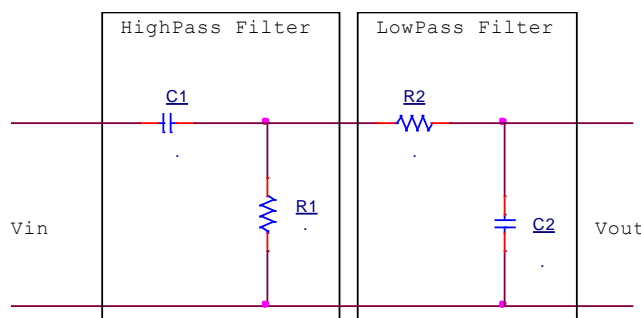 HighPass Filter
LowPass Filter
C1
R2
R1
C2
Vin
Vout